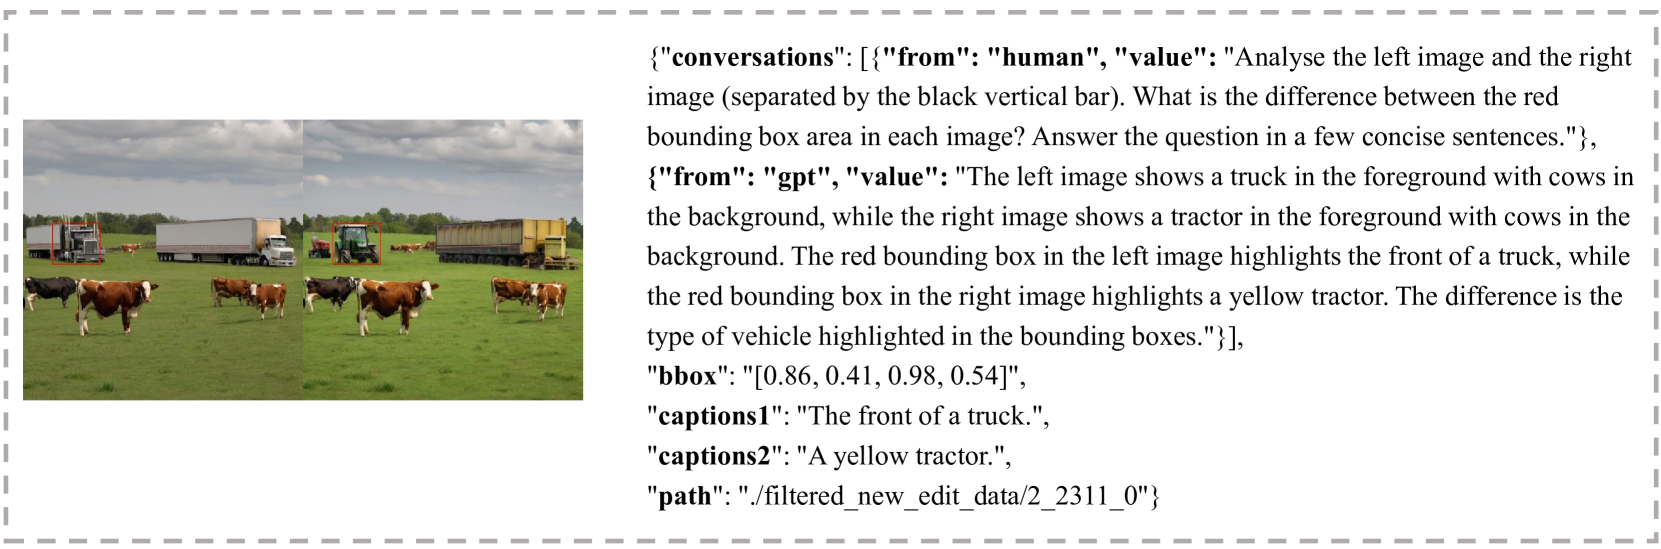 {"conversations": [{"from": "human", "value": "Analyse the left image and the right
image (separated by the black vertical bar). What is the difference between the red
bounding box area in each image? Answer the question in a few concise sentences."},
{"from": "gpt", "value": "The left image shows a truck in the foreground with cows in
the background, while the right image shows a tractor in the foreground with cows in the
background. The red bounding box in the left image highlights the front of a truck, while
the red bounding box in the right image highlights a yellow tractor. The difference is the
type of vehicle highlighted in the bounding boxes."}],
"bbox": "[0.86, 0.41, 0.98, 0.54]",
"captions1": "The front of a truck.",
"captions2": "A yellow tractor.",
"path": "./filtered_new_edit_data/2_2311_0"}